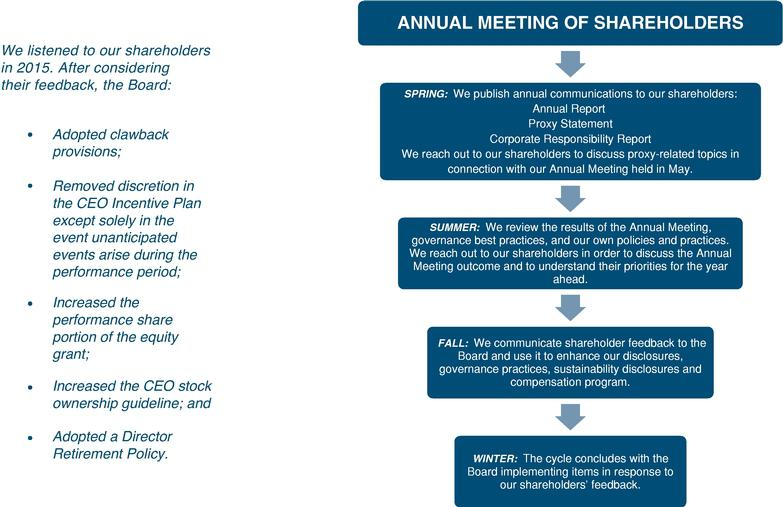 We listened to our shareholders
in 2015. After considering
their feedback, the Board:
• Adopted clawback
provisions;
• Removed discretion in
the CEO Incentive Plan
except solely in the
event unanticipated
events arise during the
performance period;
• Increased the
performance share
portion of the equity
grant;
• Increased the CEO stock
ownership guideline; and
• Adopted a Director
Retirement Policy.
ANNUAL MEETING OF SHAREHOLDERS
SPRING: We publish annual communications to our shareholders:
Annual Report
Proxy Statement
Corporate Responsibility Report
We reach out to our shareholders to discuss proxy-related topics in
connection with our Annual Meeting held in May.
SUMMER: We review the results of the Annual Meeting,
governance best practices, and our own policies and practices.
We reach out to our shareholders in order to discuss the Annual
Meeting outcome and to understand their priorities for the year
ahead.
FALL: We communicate shareholder feedback to the
Board and use it to enhance our disclosures,
governance practices, sustainability disclosures and
compensation program.
WINTER: The cycle concludes with the
Board implementing items in response to
our shareholders' feedback.